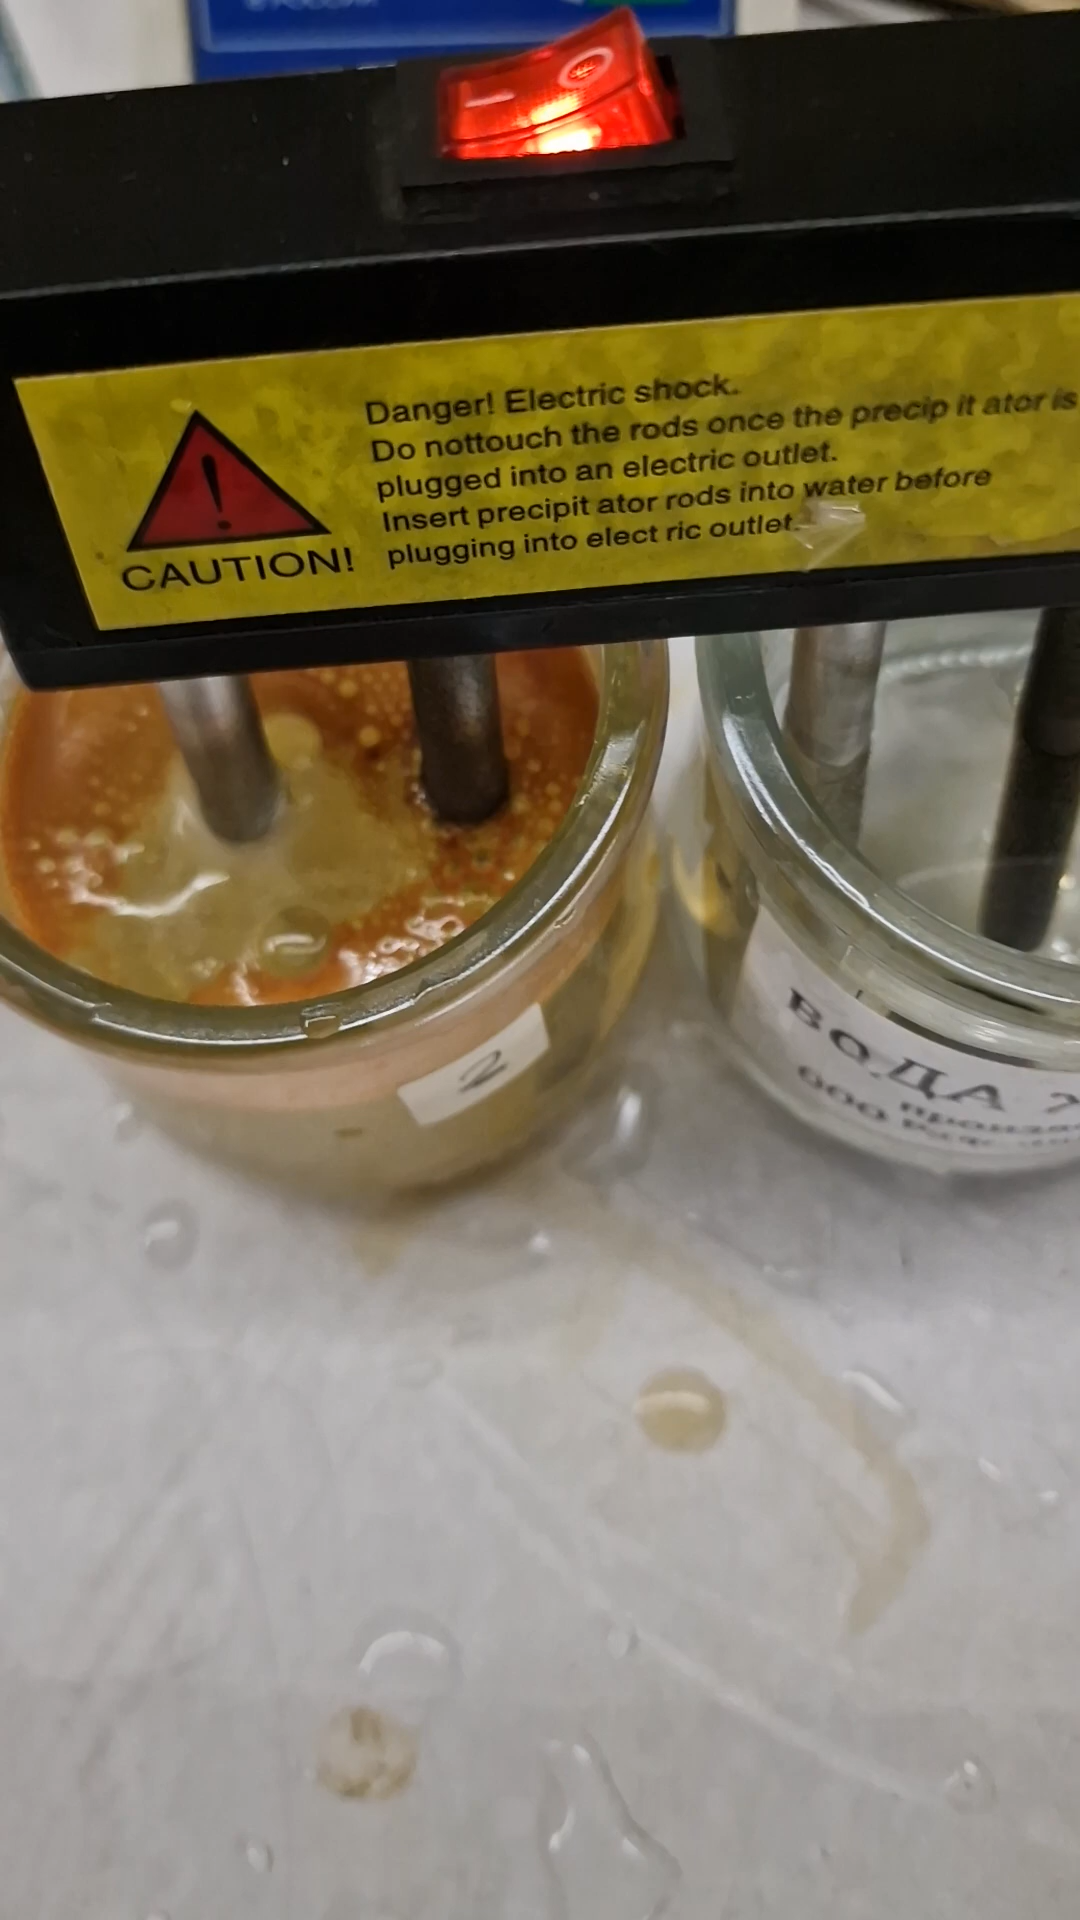 Danger! Electric shock.
Do nottouch the rods once the precip it ator is
plugged into an electric outlet.
Insert precipit ator rods into water before
plugging into elect ric outlet.
CAUTION!
2
ВОДА
ООО